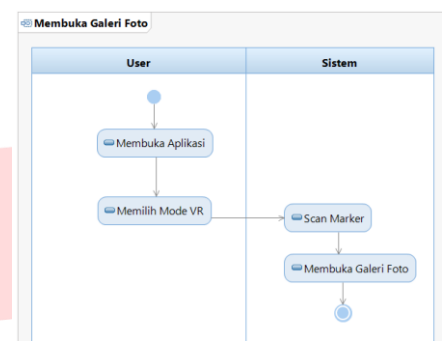 Membuka Galeri Foto
User
Sistem
Membuka Aplikasi
Memilih Mode VR
Scan Marker
Membuka Galeri Foto